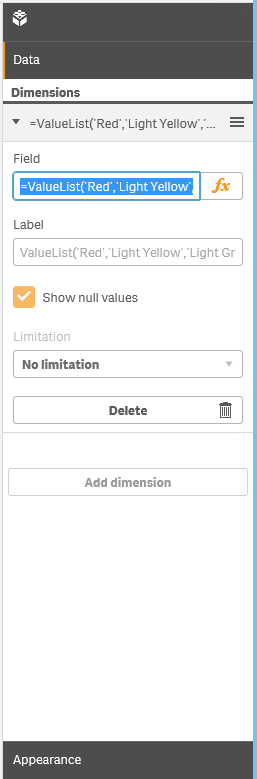 Data
Dimensions
=ValueList('Red','Light Yellow','...
Field
=ValueList('Red','Light Yellow',
fx
Label
ValueList('Red','Light Yellow','Light Gr
Show null values
Limitation
No limitation
Delete
Add dimension
Appearance